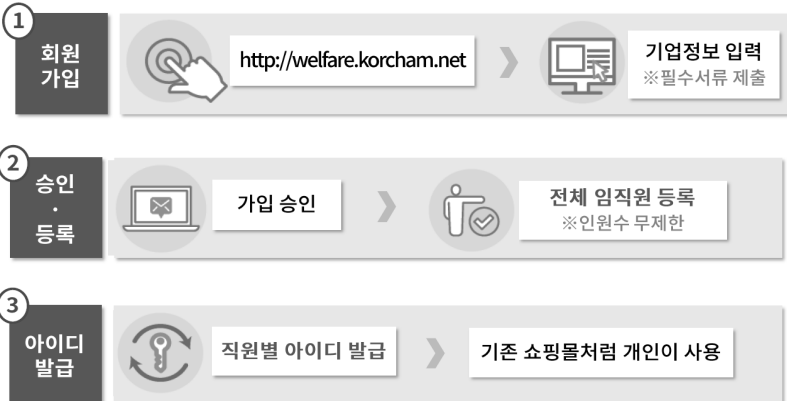 1
회원
가입
http://welfare.korcham.net
기업정보 입력
※필수서류 제출
2
승인
·
등록
가입 승인
전체 임직원 등록
※인원수 무제한
3
아이디
발급
직원별 아이디 발급
기존 쇼핑몰처럼 개인이 사용